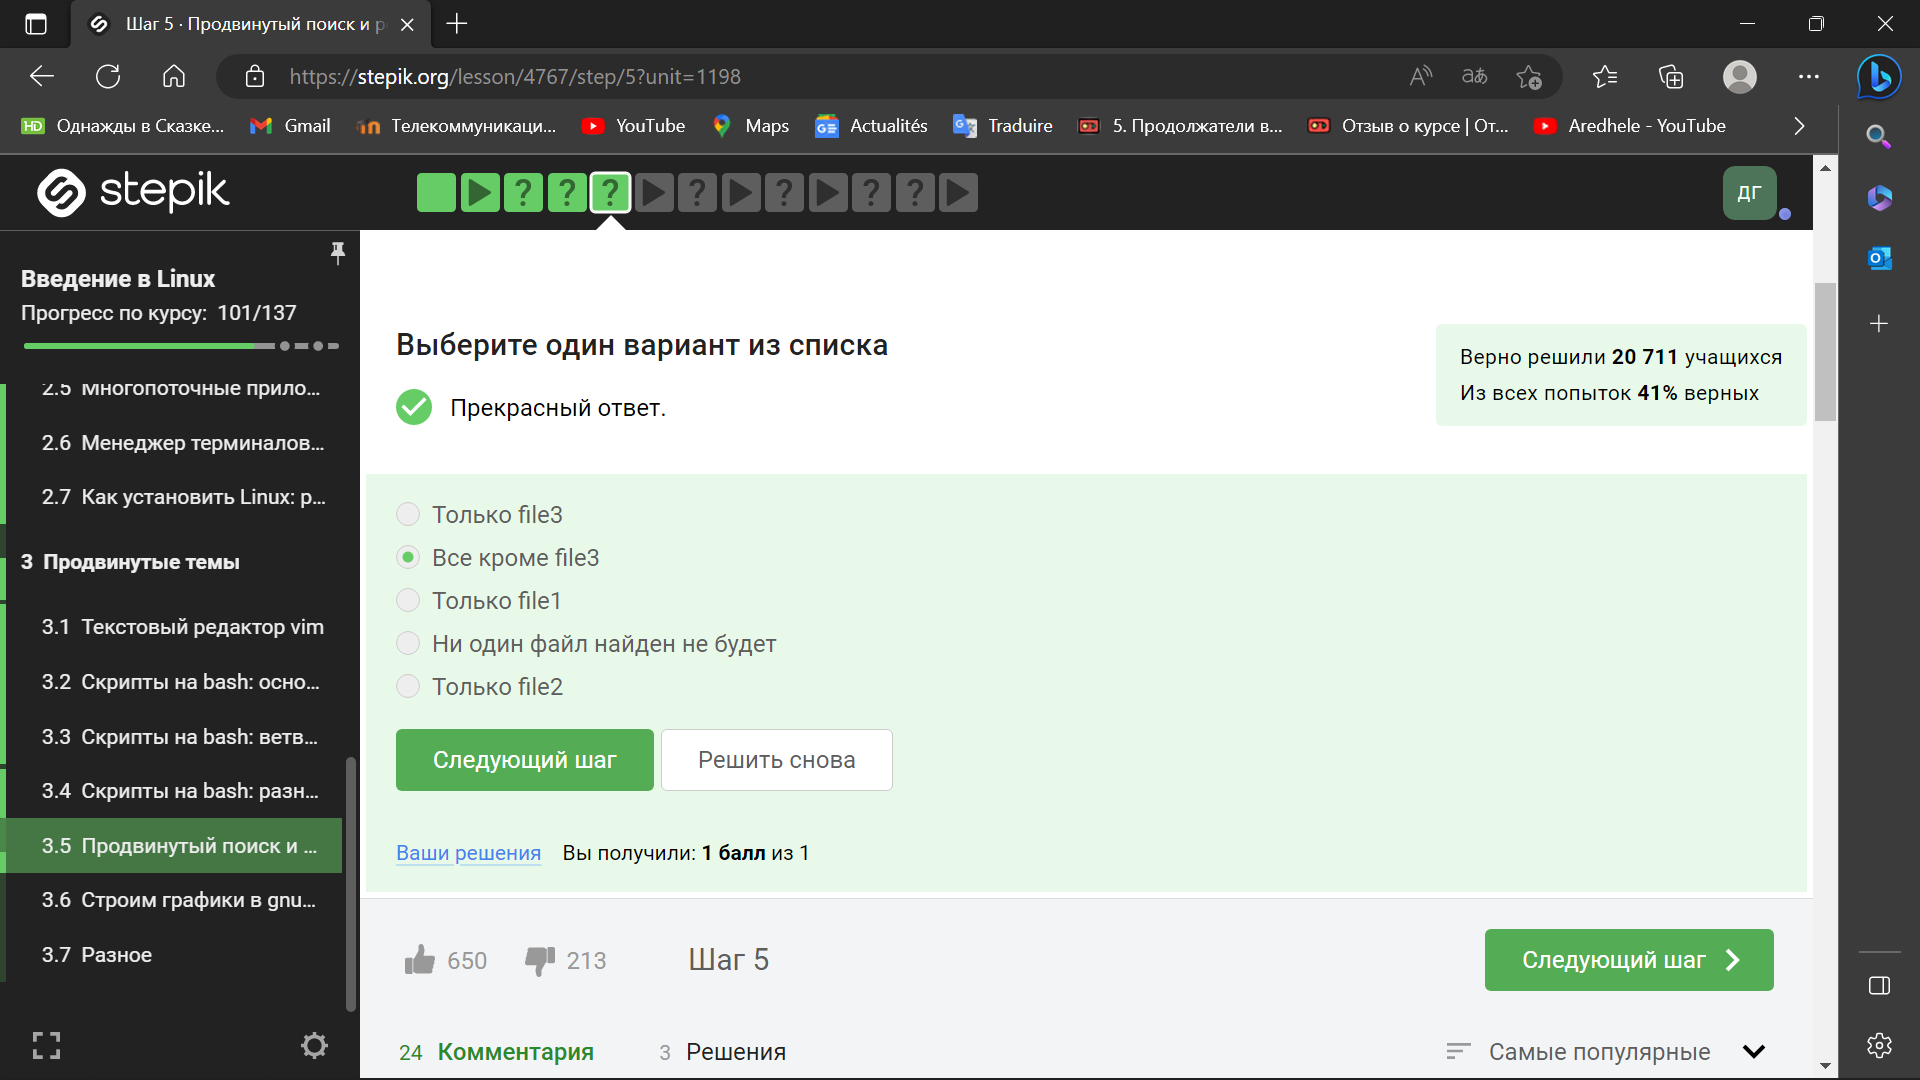 Шаг 5 · Продвинутый поиск и р
https://stepik.org/lesson/4767/step/5?unit=1198
Однажды в Сказке...
Gmail
Телекоммуникаци...
YouTube
Maps
Actualités
Traduire
5. Продолжатели в...
Отзыв о курсе | От...
Aredhele - YouTube
stepik
ДГ
Введение в Linux
Прогресс по курсу: 101/137
2.5 Многопоточные прило...
2.6 Менеджер терминалов...
2.7 Как установить Linux: р...
3 Продвинутые темы
3.1 Текстовый редактор vim
3.2 Скрипты на bash: осно...
3.3 Скрипты на bash: ветв...
3.4 Скрипты на bash: разн...
3.5 Продвинутый поиск и ...
3.6 Строим графики в gnu...
3.7 Разное
Выберите один вариант из списка
Прекрасный ответ.
Верно решили 20 711 учащихся
Из всех попыток 41% верных
Только file3
Все кроме file3
Только file1
Ни один файл найден не будет
Только file2
Следующий шаг
Решить снова
Ваши решения Вы получили: 1 балл из 1
650
213
Шаг 5
Следующий шаг
24 Комментария
3 Решения
Самые популярные